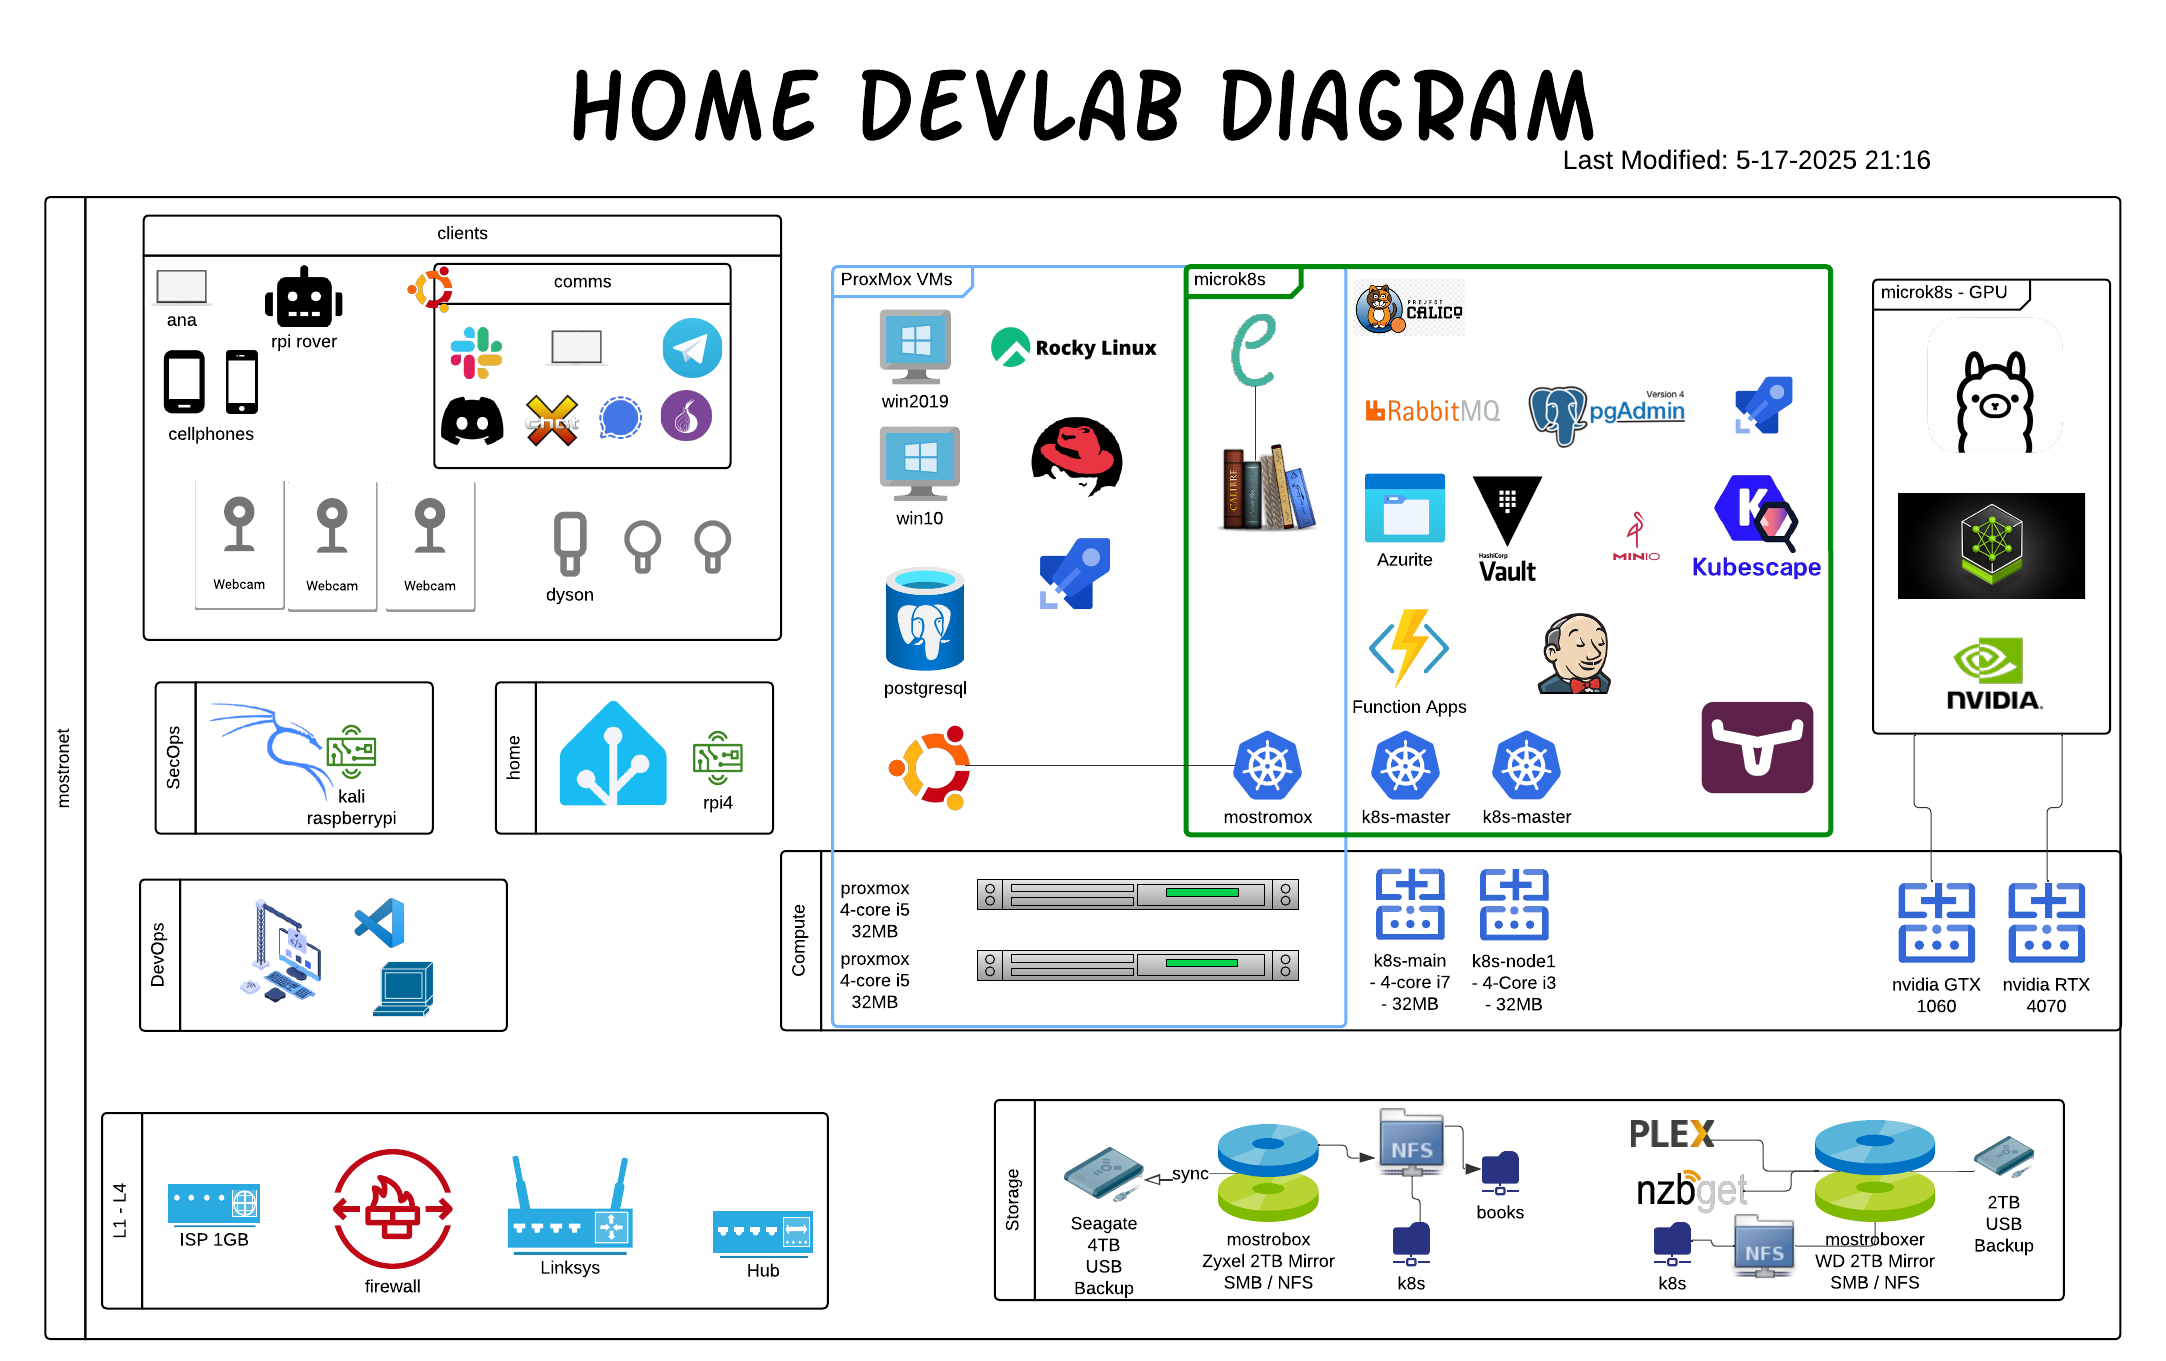 HOME DEVLAB DIAGRAM
Last Modified: 5-17-2025 21:16
mostronet
clients
ana
rpi rover
cellphones
comms
chat
Webcam
Webcam
Webcam
dyson
SecOps
kali
raspberrypi
home
rpi4
DevOps
ProxMox VMs
win2019
Rocky Linux
win10
postgresql
microk8s
CALIBRE
mostromox
PROJECT
CALICO
RabbitMQ
Version 4
pgAdmin
Azurite
HashiCorp
Vault
MINIO
Kubescape
Function Apps
k8s-master
k8s-master
microk8s - GPU
NVIDIA.
Compute
proxmox
4-core i5
32MB
proxmox
4-core i5
32MB
k8s-main
- 4-core i7
- 32MB
k8s-node1
- 4-Core i3
- 32MB
nvidia GTX
1060
nvidia RTX
4070
L1 - L4
ISP 1GB
firewall
Linksys
Hub
Storage
Seagate
4TB
USB
Backup
sync
mostrobox
Zyxel 2TB Mirror
SMB / NFS
NFS
books
k8s
PLEX
nzbget
k8s
NFS
mostroboxer
WD 2TB Mirror
SMB / NFS
2TB
USB
Backup